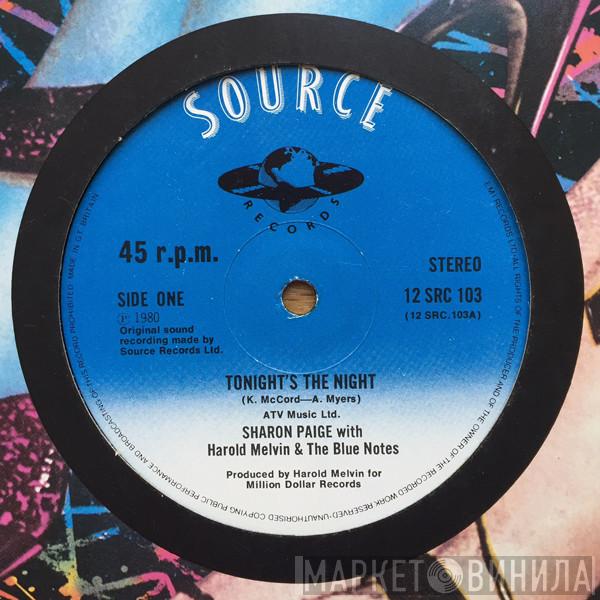 SOURCE
RECORDS
45 r.p.m.
STEREO
SIDE ONE
℗ 1980
Original sound
recording made by
Source Records Ltd.
12 SRC 103
(12 SRC.103A)
TONIGHT'S THE NIGHT
(K. McCord—A. Myers)
ATV Music Ltd.
SHARON PAIGE with
Harold Melvin & The Blue Notes
Produced by Harold Melvin for
Million Dollar Records
EMI RECORDS LTD·ALL RIGHTS OF THE PRODUCER AND OF THE OWNER OF THE RECORDED WORK RESERVED·UNAUTHORISED COPYING PUBLIC PERFORMANCE AND BROADCASTING OF THIS RECORD PROHIBITED MADE IN GT. BRITAIN
МАРКЕТ ВИНИЛА